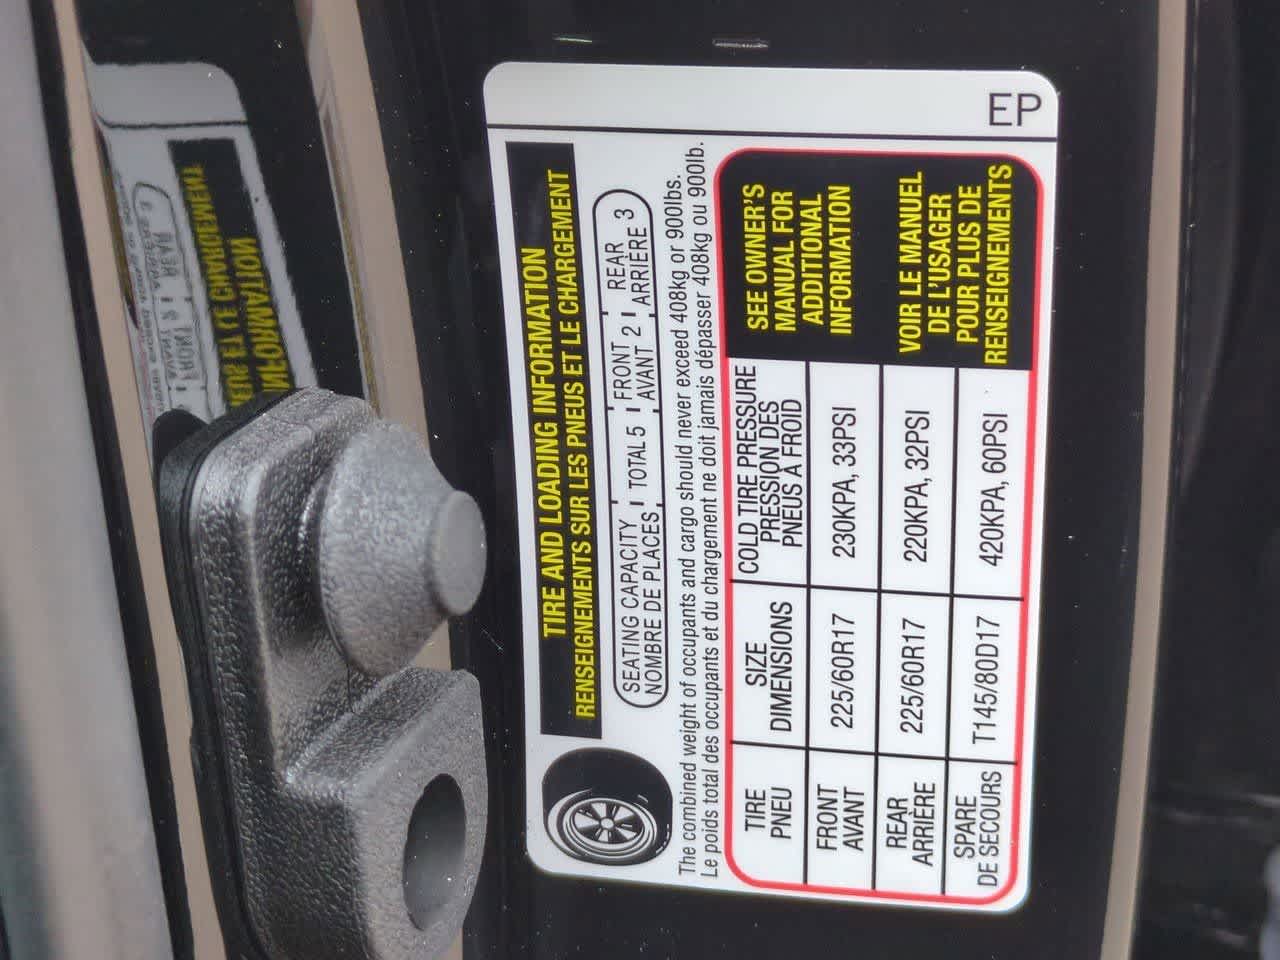 EP
TIRE AND LOADING INFORMATION
RENSEIGNEMENTS SUR LES PNEUS ET LE CHARGEMENT
SEATING CAPACITY TOTAL 5 FRONT 2 REAR 3
NOMBRE DE PLACES AVANT ARRIÈRE
The combined weight of occupants and cargo should never exceed 408kg or 900lbs.
Le poids total des occupants et du chargement ne doit jamais dépasser 408kg ou 900lb.
TIRE SIZE COLD TIRE PRESSURE
PNEU DIMENSIONS PRESSION DES
PNEUS À FROID
FRONT 225/60R17 230KPA, 33PSI
AVANT
REAR 225/60R17 220KPA, 32PSI
ARRIÈRE
SPARE T145/80D17 420KPA, 60PSI
DE SECOURS
SEE OWNER'S
MANUAL FOR
ADDITIONAL
INFORMATION
VOIR LE MANUEL
DE L'USAGER
POUR PLUS DE
RENSEIGNEMENTS